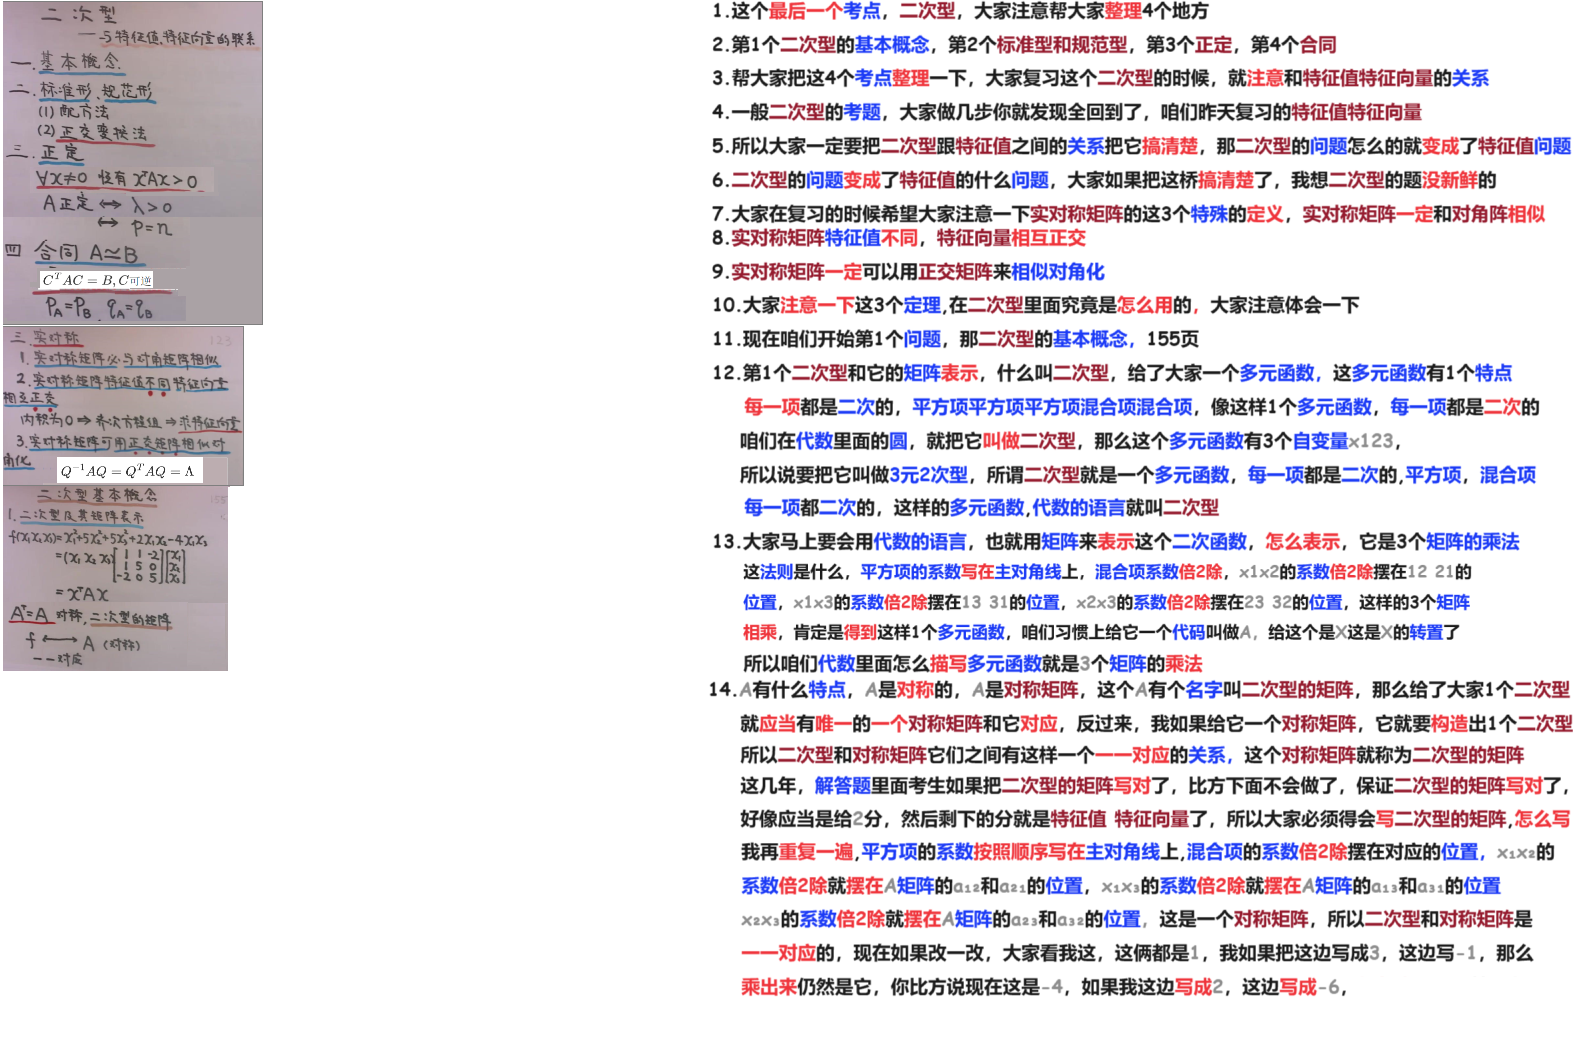 二次型
——与特征值、特征向量的联系
一.基本概念.
二.标准形、规范形
(1) 配方法
(2) 正交变换法
三.正定
∀x≠0 恒有 xᵀAx>0
A正定 ⟷ λ>0
⟷ p=n
四 合同 A≃B
C^T AC = B, C可逆
p_A=p_B、q_A=q_B
三.实对称 123
1.实对称矩阵必与对角矩阵相似
2.实对称矩阵特征值不同特征向量
相互正交
内积为0⇒齐次方程组⇒求特征向量
3.实对称矩阵可用正交矩阵相似对
角化
Q^{-1}AQ = Q^T AQ = Λ
二次型基本概念 155
1.二次型及其矩阵表示
f(x₁x₂x₃)=x₁²+5x₂²+5x₃²+2x₁x₂-4x₁x₃
=(x₁ x₂ x₃)[1 1 -2][x₁]
[1 5 0][x₂]
[-2 0 5][x₃]
=xᵀAx
Aᵀ=A 对称,二次型的矩阵
f ⟷ A (对称)
一一对应
1.这个最后一个考点，二次型，大家注意帮大家整理4个地方
2.第1个二次型的基本概念，第2个标准型和规范型，第3个正定，第4个合同
3.帮大家把这4个考点整理一下，大家复习这个二次型的时候，就注意和特征值特征向量的关系
4.一般二次型的考题，大家做几步你就发现全回到了，咱们昨天复习的特征值特征向量
5.所以大家一定要把二次型跟特征值之间的关系把它搞清楚，那二次型的问题怎么的就变成了特征值问题
6.二次型的问题变成了特征值的什么问题，大家如果把这桥搞清楚了，我想二次型的题没新鲜的
7.大家在复习的时候希望大家注意一下实对称矩阵的这3个特殊的定义，实对称矩阵一定和对角阵相似
8.实对称矩阵特征值不同，特征向量相互正交
9.实对称矩阵一定可以用正交矩阵来相似对角化
10.大家注意一下这3个定理,在二次型里面究竟是怎么用的，大家注意体会一下
11.现在咱们开始第1个问题，那二次型的基本概念，155页
12.第1个二次型和它的矩阵表示，什么叫二次型，给了大家一个多元函数，这多元函数有1个特点
每一项都是二次的，平方项平方项平方项混合项混合项，像这样1个多元函数，每一项都是二次的
咱们在代数里面的圆，就把它叫做二次型，那么这个多元函数有3个自变量x123，
所以说要把它叫做3元2次型，所谓二次型就是一个多元函数，每一项都是二次的,平方项，混合项
每一项都二次的，这样的多元函数,代数的语言就叫二次型
13.大家马上要会用代数的语言，也就用矩阵来表示这个二次函数，怎么表示，它是3个矩阵的乘法
这法则是什么，平方项的系数写在主对角线上，混合项系数倍2除，x1x2的系数倍2除摆在12 21的
位置，x1x3的系数倍2除摆在13 31的位置，x2x3的系数倍2除摆在23 32的位置，这样的3个矩阵
相乘，肯定是得到这样1个多元函数，咱们习惯上给它一个代码叫做A，给这个是X这是X的转置了
所以咱们代数里面怎么描写多元函数就是3个矩阵的乘法
14.A有什么特点，A是对称的，A是对称矩阵，这个A有个名字叫二次型的矩阵，那么给了大家1个二次型
就应当有唯一的一个对称矩阵和它对应，反过来，我如果给它一个对称矩阵，它就要构造出1个二次型
所以二次型和对称矩阵它们之间有这样一个一一对应的关系，这个对称矩阵就称为二次型的矩阵
这几年，解答题里面考生如果把二次型的矩阵写对了，比方下面不会做了，保证二次型的矩阵写对了，
好像应当是给2分，然后剩下的分就是特征值 特征向量了，所以大家必须得会写二次型的矩阵,怎么写
我再重复一遍,平方项的系数按照顺序写在主对角线上,混合项的系数倍2除摆在对应的位置，x₁x₂的
系数倍2除就摆在A矩阵的a₁₂和a₂₁的位置，x₁x₃的系数倍2除就摆在A矩阵的a₁₃和a₃₁的位置
x₂x₃的系数倍2除就摆在A矩阵的a₂₃和a₃₂的位置，这是一个对称矩阵，所以二次型和对称矩阵是
一一对应的，现在如果改一改，大家看我这，这俩都是1，我如果把这边写成3，这边写-1，那么
乘出来仍然是它，你比方说现在这是-4，如果我这边写成2，这边写成-6，